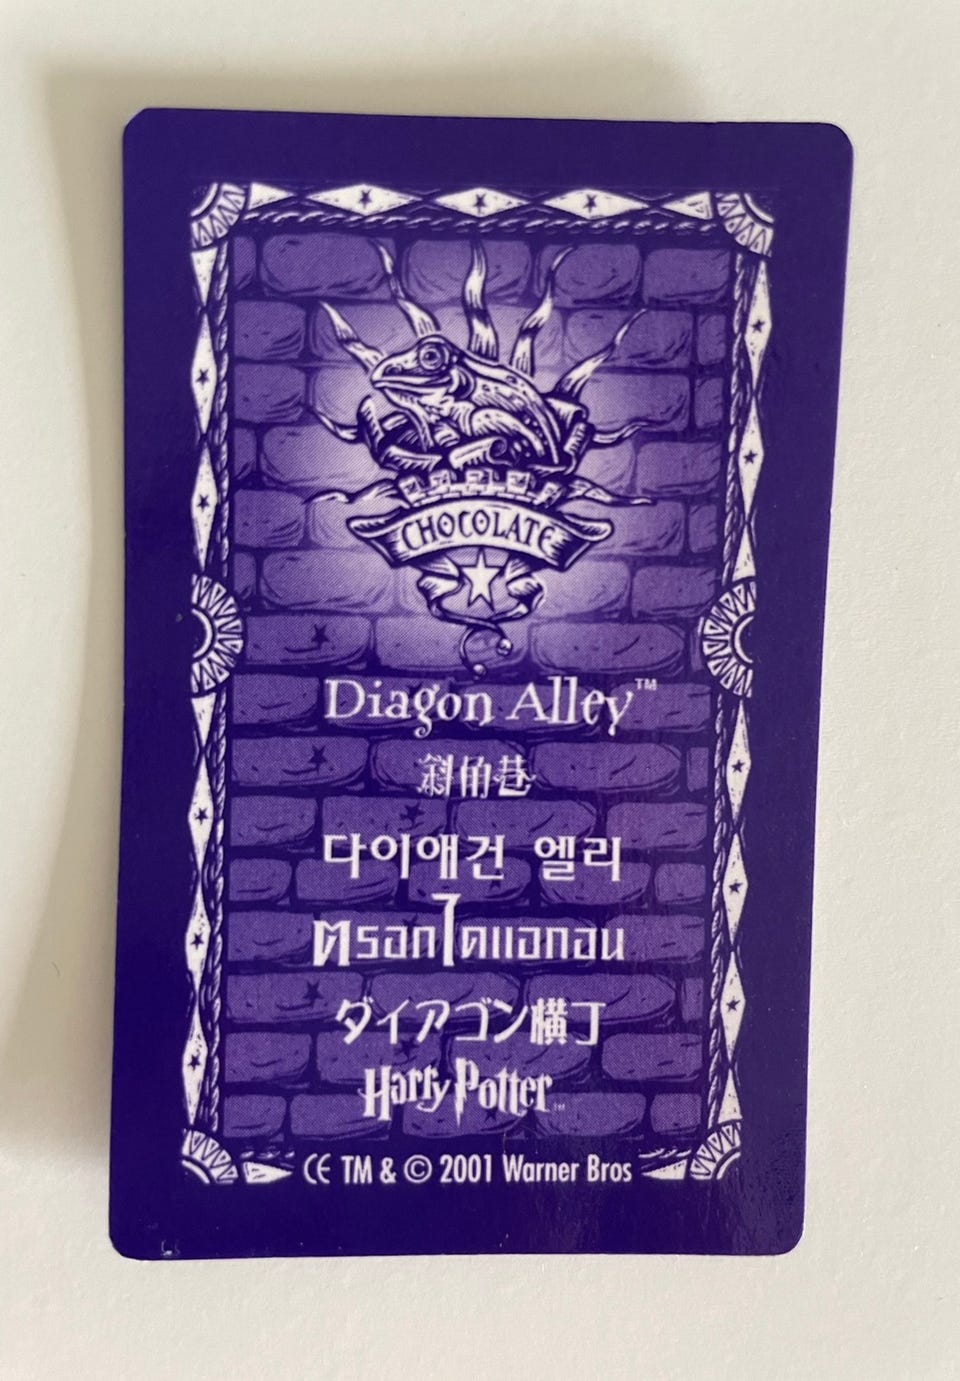 CHOCOLATE
Diagon Alley™
斜角巷
다이애건 엘리
ตรอกไดแอกอน
ダイアゴン横丁
Harry Potter™
CE TM & © 2001 Warner Bros